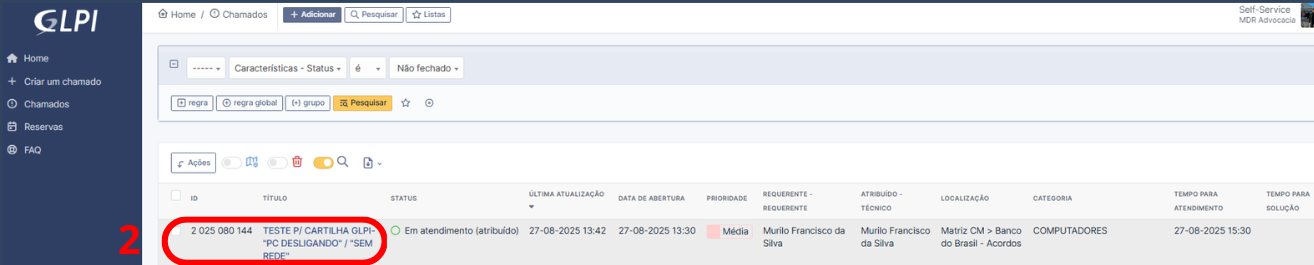 GLPI
Home / Chamados + Adicionar Pesquisar Listas
Self-Service
MDR Advocacia
Home
+ Criar um chamado
Chamados
Reservas
FAQ
----- Características - Status é Não fechado
regra regra global (+) grupo Pesquisar
Ações
ID TÍTULO STATUS ÚLTIMA ATUALIZAÇÃO DATA DE ABERTURA PRIORIDADE REQUERENTE - REQUERENTE ATRIBUÍDO - TÉCNICO LOCALIZAÇÃO CATEGORIA TEMPO PARA ATENDIMENTO TEMPO PARA SOLUÇÃO
2
2 025 080 144 TESTE P/ CARTILHA GLPI- "PC DESLIGANDO" / "SEM REDE" Em atendimento (atribuído) 27-08-2025 13:42 27-08-2025 13:30 Média Murilo Francisco da Silva Murilo Francisco da Silva Matriz CM > Banco do Brasil - Acordos COMPUTADORES 27-08-2025 15:30